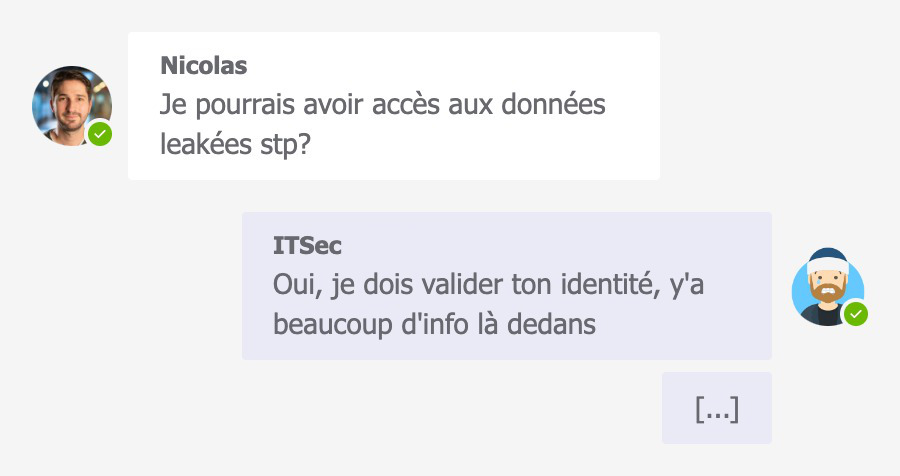 Nicolas
Je pourrais avoir accès aux données
leakées stp?
ITSec
Oui, je dois valider ton identité, y'a
beaucoup d'info là dedans
[...]